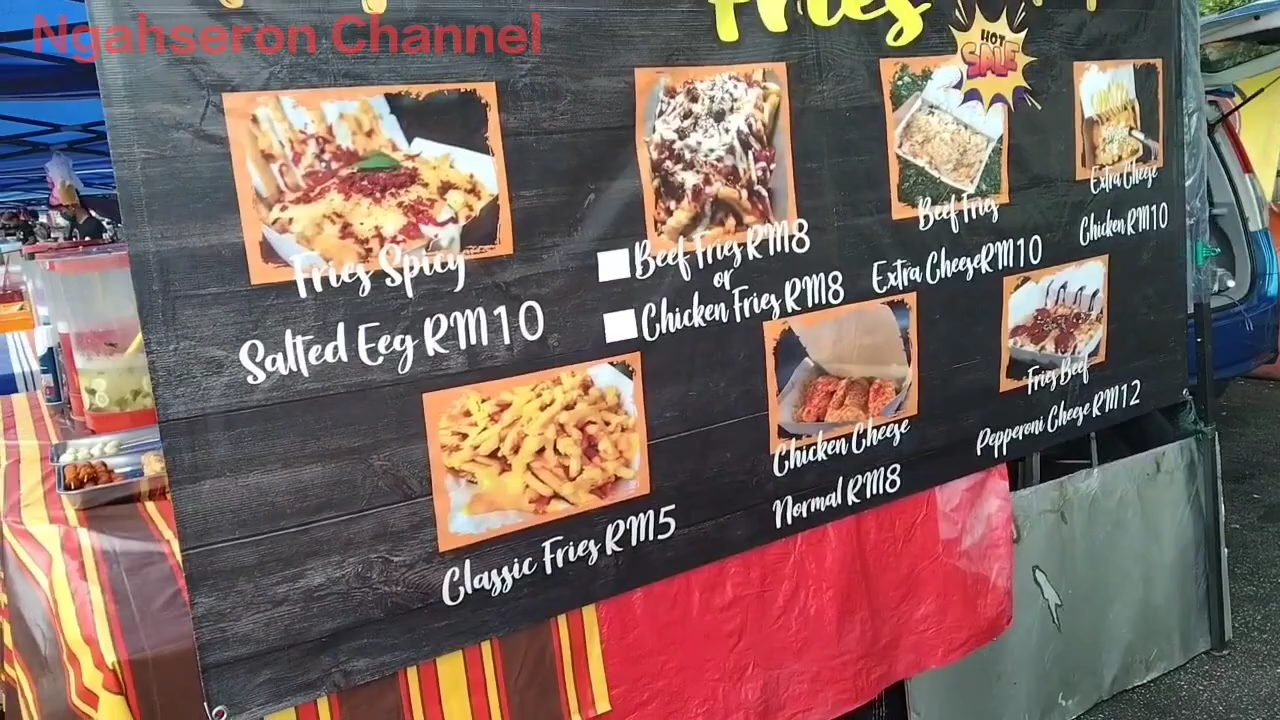 Ngahseron Channel
Fries
HOT
SALE
Fries Spicy
Salted Eeg RM10
Beef Fries RM8
or
Chicken Fries RM8
Beef Fries
Extra Cheese RM10
Extra Cheese
Chicken RM10
Classic Fries RM5
Chicken Cheese
Normal RM8
Fries Beef
Pepperoni Cheese RM12